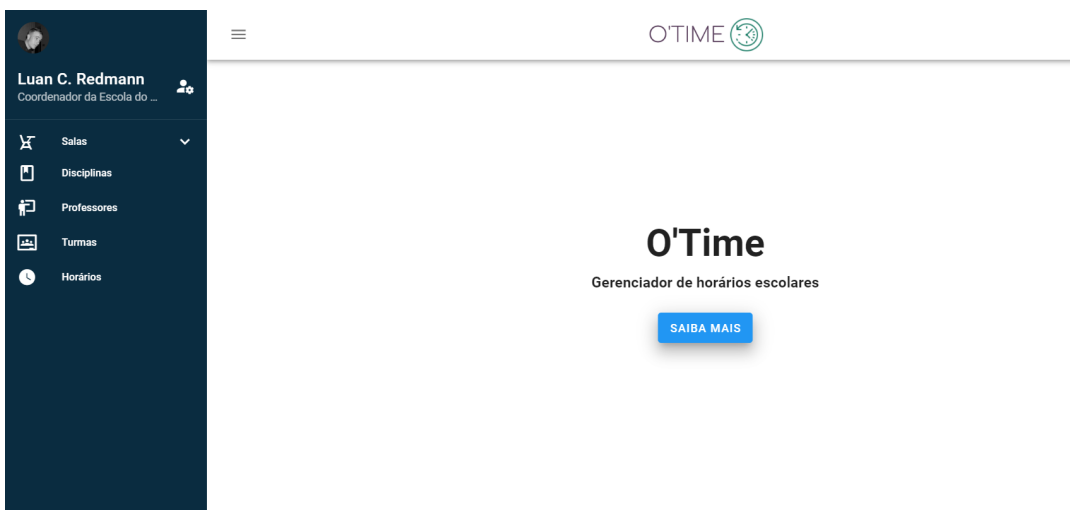 O'TIME
Luan C. Redmann
Coordenador da Escola do ...
Salas
Disciplinas
Professores
Turmas
Horários
O'Time
Gerenciador de horários escolares
SAIBA MAIS